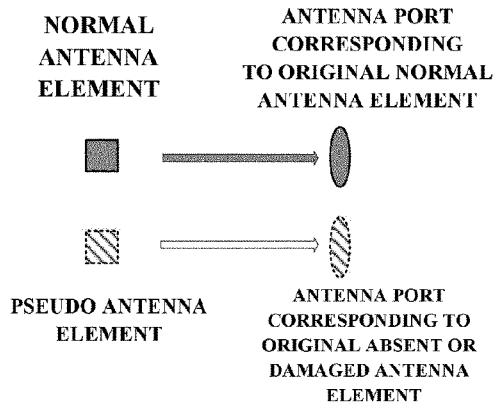 NORMAL
ANTENNA
ELEMENT
ANTENNA PORT
CORRESPONDING
TO ORIGINAL NORMAL
ANTENNA ELEMENT
PSEUDO ANTENNA
ELEMENT
ANTENNA PORT
CORRESPONDING TO
ORIGINAL ABSENT OR
DAMAGED ANTENNA
ELEMENT